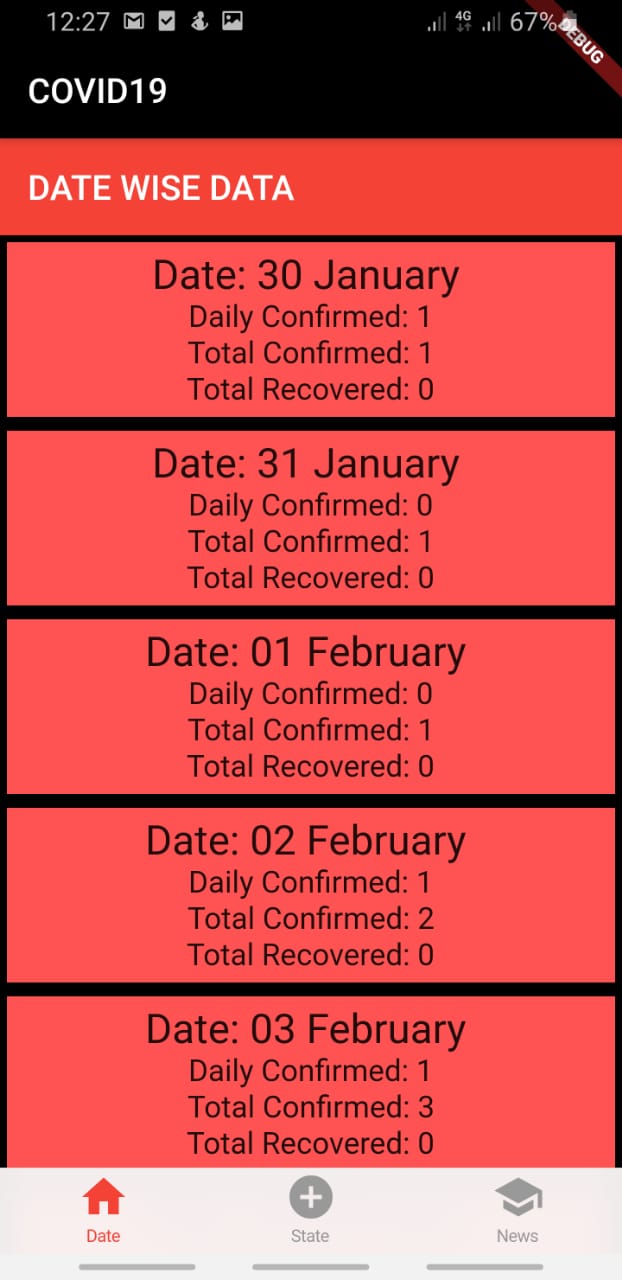 12:27
4G
67%
DEBUG
COVID19
DATE WISE DATA
Date: 30 January
Daily Confirmed: 1
Total Confirmed: 1
Total Recovered: 0
Date: 31 January
Daily Confirmed: 0
Total Confirmed: 1
Total Recovered: 0
Date: 01 February
Daily Confirmed: 0
Total Confirmed: 1
Total Recovered: 0
Date: 02 February
Daily Confirmed: 1
Total Confirmed: 2
Total Recovered: 0
Date: 03 February
Daily Confirmed: 1
Total Confirmed: 3
Total Recovered: 0
Date
State
News